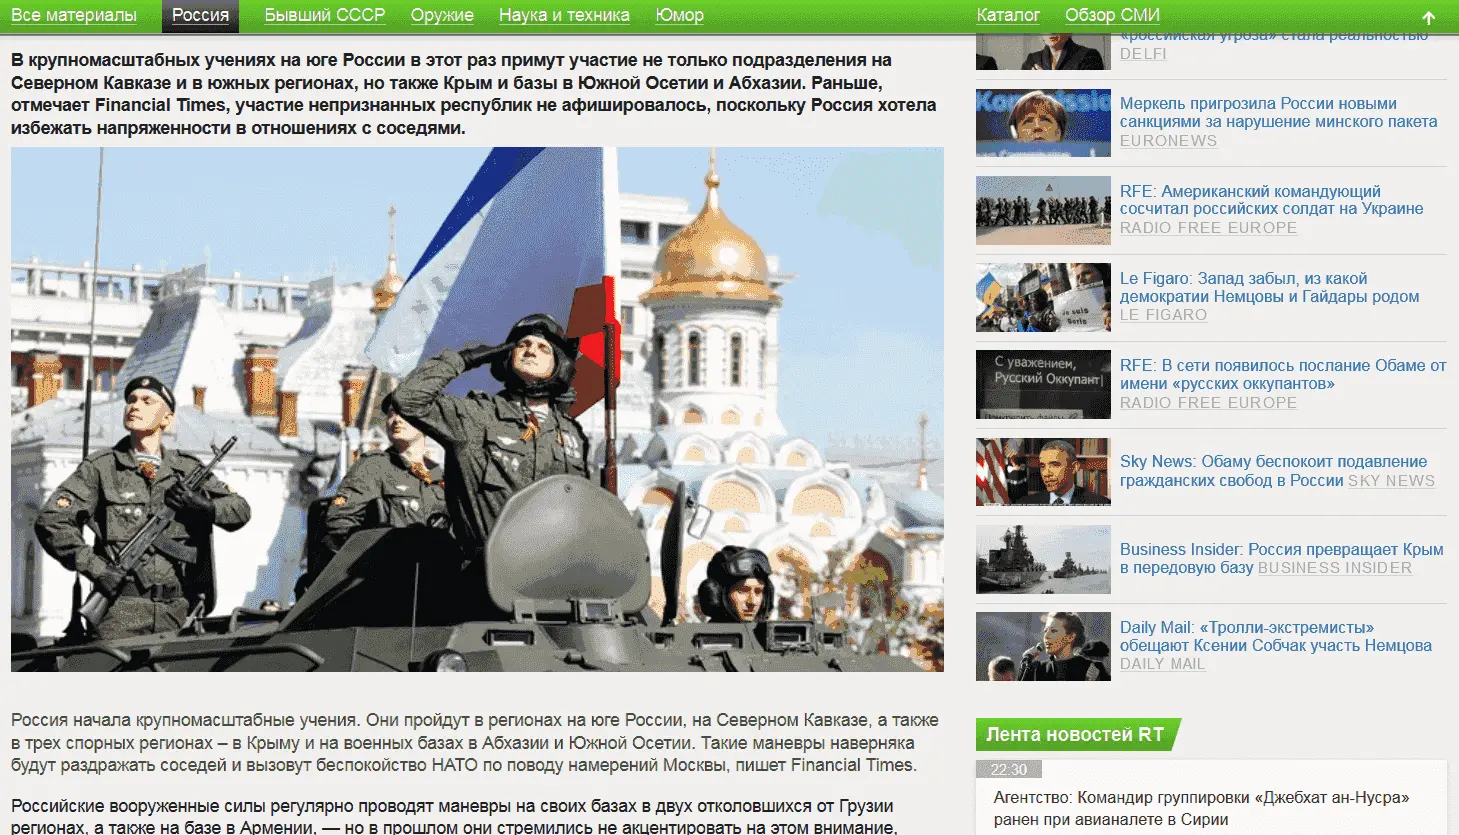 Все материалы Россия Бывший СССР Оружие Наука и техника Юмор Каталог Обзор СМИ
В крупномасштабных учениях на юге России в этот раз примут участие не только подразделения на
Северном Кавказе и в южных регионах, но также Крым и базы в Южной Осетии и Абхазии. Раньше,
отмечает Financial Times, участие непризнанных республик не афишировалось, поскольку Россия хотела
избежать напряженности в отношениях с соседями.
Россия начала крупномасштабные учения. Они пройдут в регионах на юге России, на Северном Кавказе, а также
в трех спорных регионах – в Крыму и на военных базах в Абхазии и Южной Осетии. Такие маневры наверняка
будут раздражать соседей и вызовут беспокойство НАТО по поводу намерений Москвы, пишет Financial Times.
Российские вооруженные силы регулярно проводят маневры на своих базах в двух отколовшихся от Грузии
регионах, а также на базе в Армении, — но в прошлом они стремились не акцентировать на этом внимание,
«российская угроза» стала реальностью
DELFI
Меркель пригрозила России новыми
санкциями за нарушение минского пакета
EURONEWS
RFE: Американский командующий
сосчитал российских солдат на Украине
RADIO FREE EUROPE
Le Figaro: Запад забыл, из какой
демократии Немцовы и Гайдары родом
LE FIGARO
Je suis
Boris
RFE: В сети появилось послание Обаме от
имени «русских оккупантов»
RADIO FREE EUROPE
С уважением,
Русский Оккупант|
Sky News: Обаму беспокоит подавление
гражданских свобод в России SKY NEWS
Business Insider: Россия превращает Крым
в передовую базу BUSINESS INSIDER
Daily Mail: «Тролли-экстремисты»
обещают Ксении Собчак участь Немцова
DAILY MAIL
Лента новостей RT
22:30
Агентство: Командир группировки «Джебхат ан-Нусра»
ранен при авианалете в Сирии